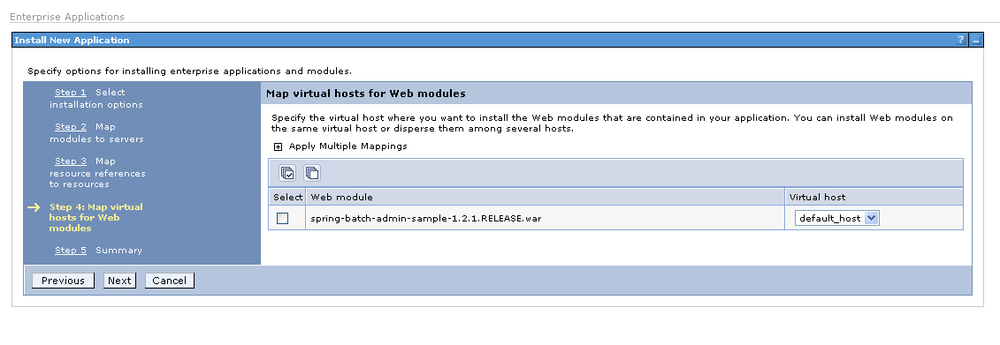 Enterprise Applications
Install New Application
? –
Specify options for installing enterprise applications and modules.
Step 1 Select
installation options
Step 2 Map
modules to servers
Step 3 Map
resource references
to resources
Step 4: Map virtual
hosts for Web
modules
Step 5 Summary
Map virtual hosts for Web modules
Specify the virtual host where you want to install the Web modules that are contained in your application. You can install Web modules on
the same virtual host or disperse them among several hosts.
Apply Multiple Mappings
Select Web module Virtual host
spring-batch-admin-sample-1.2.1.RELEASE.war default_host
Previous Next Cancel